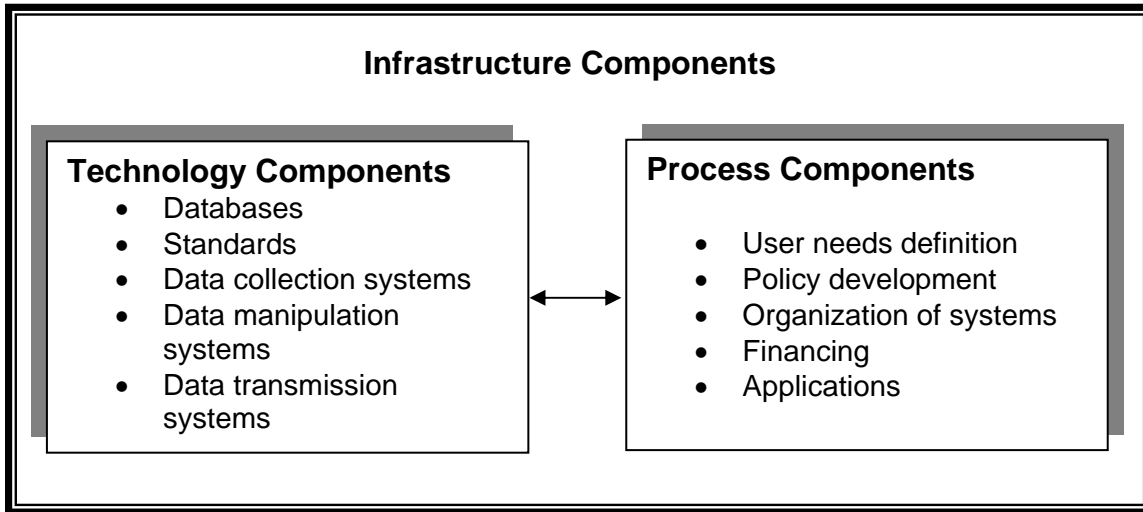 Infrastructure Components
Technology Components
• Databases
• Standards
• Data collection systems
• Data manipulation
systems
• Data transmission
systems
Process Components
• User needs definition
• Policy development
• Organization of systems
• Financing
• Applications